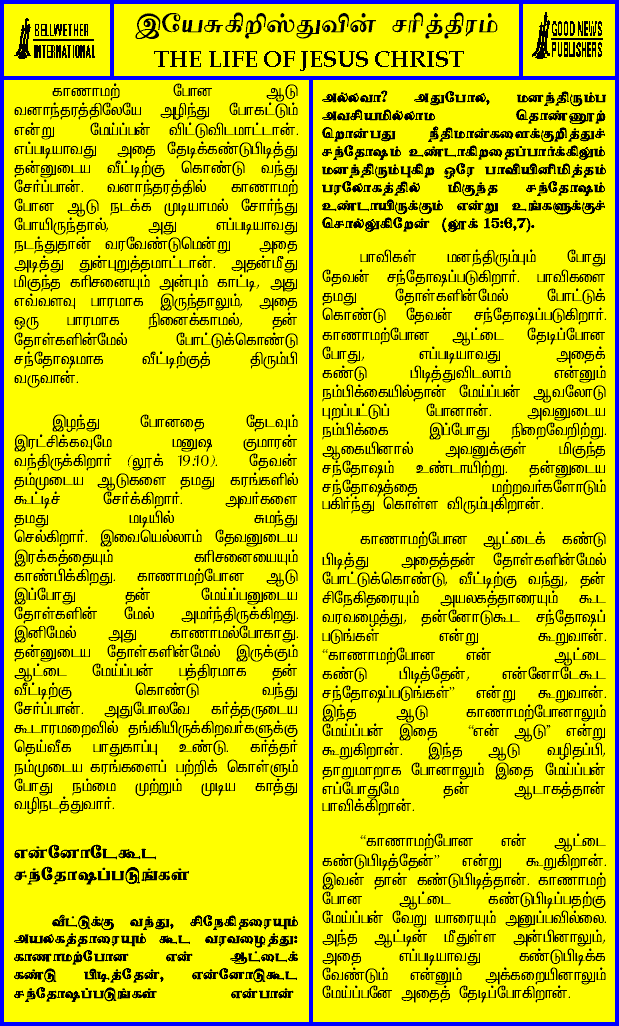 BELLWETHER
INTERNATIONAL
இயேசுகிறிஸ்துவின் சரித்திரம்
THE LIFE OF JESUS CHRIST
GOOD NEWS
PUBLISHERS
காணாமற் போன ஆடு
வனாந்தரத்திலேயே அழிந்து போகட்டும்
என்று மேய்ப்பன் விட்டுவிடமாட்டான்.
எப்படியாவது அதை தேடிக்கண்டுபிடித்து
தன்னுடைய வீட்டிற்கு கொண்டு வந்து
சேர்ப்பான். வனாந்தரத்தில் காணாமற்
போன ஆடு நடக்க முடியாமல் சோர்ந்து
போயிருந்தால், அது எப்படியாவது
நடந்துதான் வரவேண்டுமென்று அதை
அடித்து துன்புறுத்தமாட்டான். அதன்மீது
மிகுந்த கரிசனையும் அன்பும் காட்டி, அது
எவ்வளவு பாரமாக இருந்தாலும், அதை
ஒரு பாரமாக நினைக்காமல், தன்
தோள்களின்மேல் போட்டுக்கொண்டு
சந்தோஷமாக வீட்டிற்குத் திரும்பி
வருவான்.
இழந்து போனதை தேடவும்
இரட்சிக்கவுமே மனுஷ குமாரன்
வந்திருக்கிறார் (லூக் 19:10). தேவன்
தம்முடைய ஆடுகளை தமது கரங்களில்
கூட்டிச் சேர்க்கிறார். அவர்களை
தமது மடியில் சுமந்து
செல்கிறார். இவையெல்லாம் தேவனுடைய
இரக்கத்தையும் கரிசனையையும்
காண்பிக்கிறது. காணாமற்போன ஆடு
இப்போது தன் மேய்ப்பனுடைய
தோள்களின் மேல் அமர்ந்திருக்கிறது.
இனிமேல் அது காணாமல்போகாது.
தன்னுடைய தோள்களின்மேல் இருக்கும்
ஆட்டை மேய்ப்பன் பத்திரமாக தன்
வீட்டிற்கு கொண்டு வந்து
சேர்ப்பான். அதுபோலவே கர்த்தருடைய
கூடாரமறைவில் தங்கியிருக்கிறவர்களுக்கு
தெய்வீக பாதுகாப்பு உண்டு. கர்த்தர்
நம்முடைய கரங்களைப் பற்றிக் கொள்ளும்
போது நம்மை முற்றும் முடிய காத்து
வழிநடத்துவார்.
என்னோடேகூட
சந்தோஷப்படுங்கள்
வீட்டுக்கு வந்து, சிநேகிதரையும்
அயலகத்தாரையும் கூட வரவழைத்து:
காணாமற்போன என் ஆட்டைக்
கண்டு பிடித்தேன், என்னோடுகூட
சந்தோஷப்படுங்கள் என்பான்
அல்லவா? அதுபோல, மனந்திரும்ப
அவசியமில்லாத தொண்ணூற்
றொன்பது நீதிமான்களைக்குறித்துச்
சந்தோஷம் உண்டாகிறதைப்பார்க்கிலும்
மனந்திரும்புகிற ஒரே பாவியினிமித்தம்
பரலோகத்தில் மிகுந்த சந்தோஷம்
உண்டாயிருக்கும் என்று உங்களுக்குச்
சொல்லுகிறேன் (லூக் 15:6,7).
பாவிகள் மனந்திரும்பும் போது
தேவன் சந்தோஷப்படுகிறார். பாவிகளை
தமது தோள்களின்மேல் போட்டுக்
கொண்டு தேவன் சந்தோஷப்படுகிறார்.
காணாமற்போன ஆட்டை தேடிப்போன
போது, எப்படியாவது அதைக்
கண்டு பிடித்துவிடலாம் என்னும்
நம்பிக்கையில்தான் மேய்ப்பன் ஆவலோடு
புறப்பட்டுப் போனான். அவனுடைய
நம்பிக்கை இப்போது நிறைவேறிற்று.
ஆகையினால் அவனுக்குள் மிகுந்த
சந்தோஷம் உண்டாயிற்று. தன்னுடைய
சந்தோஷத்தை மற்றவர்களோடும்
பகிர்ந்து கொள்ள விரும்புகிறான்.
காணாமற்போன ஆட்டைக் கண்டு
பிடித்து அதைத்தன் தோள்களின்மேல்
போட்டுக்கொண்டு, வீட்டிற்கு வந்து, தன்
சிநேகிதரையும் அயலகத்தாரையும் கூட
வரவழைத்து, தன்னோடுகூட சந்தோஷப்
படுங்கள் என்று கூறுவான்.
“காணாமற்போன என் ஆட்டை
கண்டு பிடித்தேன், என்னோடேகூட
சந்தோஷப்படுங்கள்” என்று கூறுவான்.
இந்த ஆடு காணாமற்போனாலும்
மேய்ப்பன் இதை “என் ஆடு” என்று
கூறுகிறான். இந்த ஆடு வழிதப்பி,
தாறுமாறாக போனாலும் இதை மேய்ப்பன்
எப்போதுமே தன் ஆடாகத்தான்
பாவிக்கிறான்.
“காணாமற்போன என் ஆட்டை
கண்டுபிடித்தேன்” என்று கூறுகிறான்.
இவன் தான் கண்டுபிடித்தான். காணாமற்
போன ஆட்டை கண்டுபிடிப்பதற்கு
மேய்ப்பன் வேறு யாரையும் அனுப்பவில்லை.
அந்த ஆட்டின் மீதுள்ள அன்பினாலும்,
அதை எப்படியாவது கண்டுபிடிக்க
வேண்டும் என்னும் அக்கறையினாலும்
மேய்ப்பனே அதைத் தேடிப்போகிறான்.